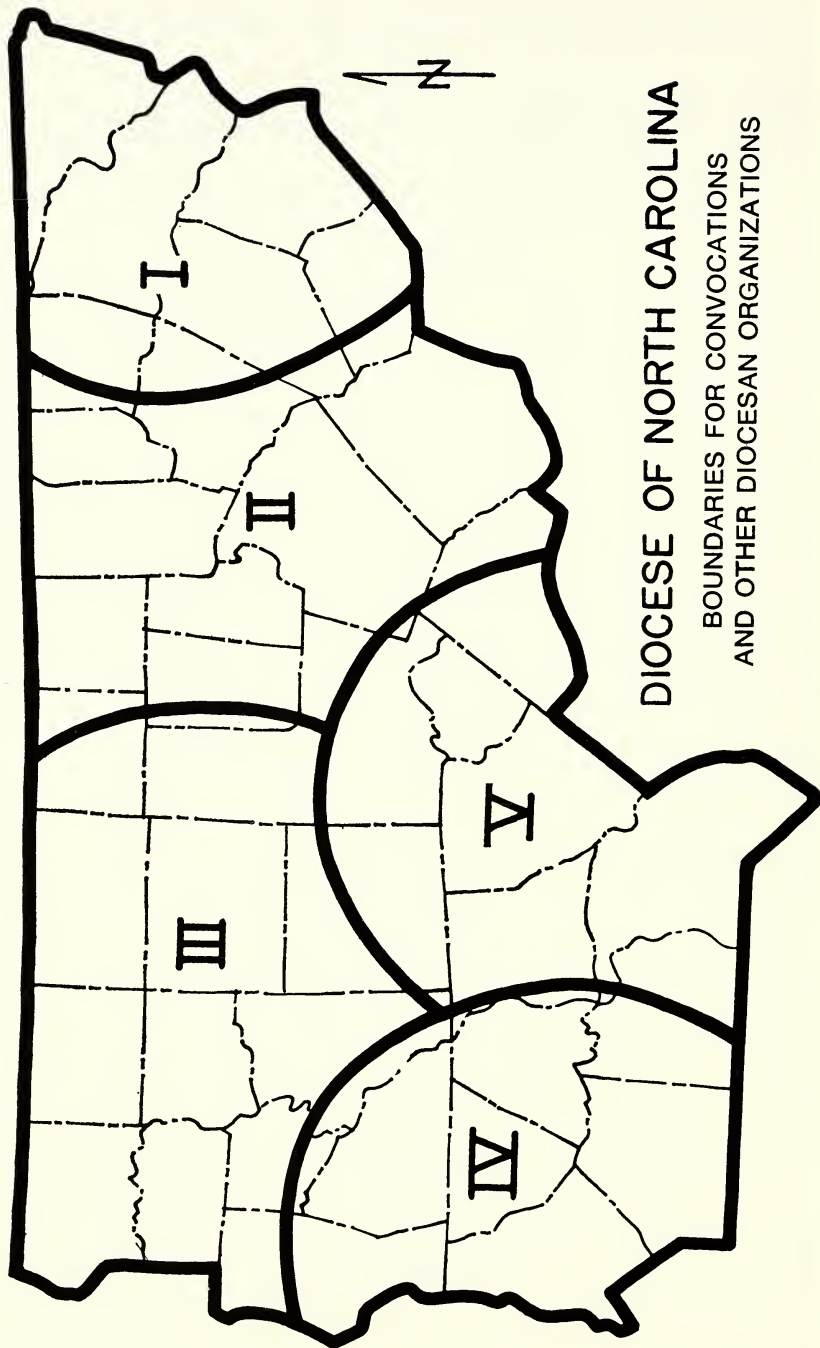 N
I
II
III
IV
V
DIOCESE OF NORTH CAROLINA
BOUNDARIES FOR CONVOCATIONS
AND OTHER DIOCESAN ORGANIZATIONS